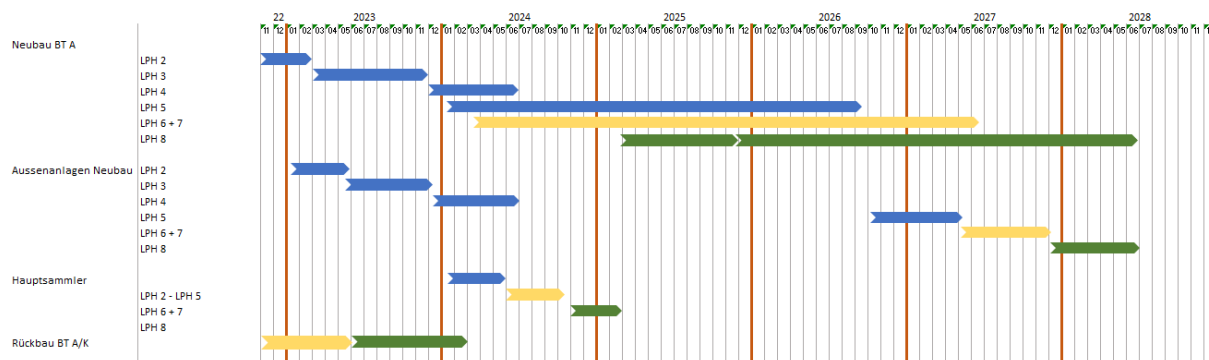 22 2023 2024 2025 2026 2027 2028
11 12 01 02 03 04 05 06 07 08 09 10 11 12 01 02 03 04 05 06 07 08 09 10 11 12 01 02 03 04 05 06 07 08 09 10 11 12 01 02 03 04 05 06 07 08 09 10 11 12 01 02 03 04 05 06 07 08 09 10 11 12 01 02 03 04 05 06 07 08 09 10 11 1
Neubau BT A
LPH 2
LPH 3
LPH 4
LPH 5
LPH 6 + 7
LPH 8
Aussenanlagen Neubau LPH 2
LPH 3
LPH 4
LPH 5
LPH 6 + 7
LPH 8
Hauptsammler
LPH 2 - LPH 5
LPH 6 + 7
LPH 8
Rückbau BT A/K